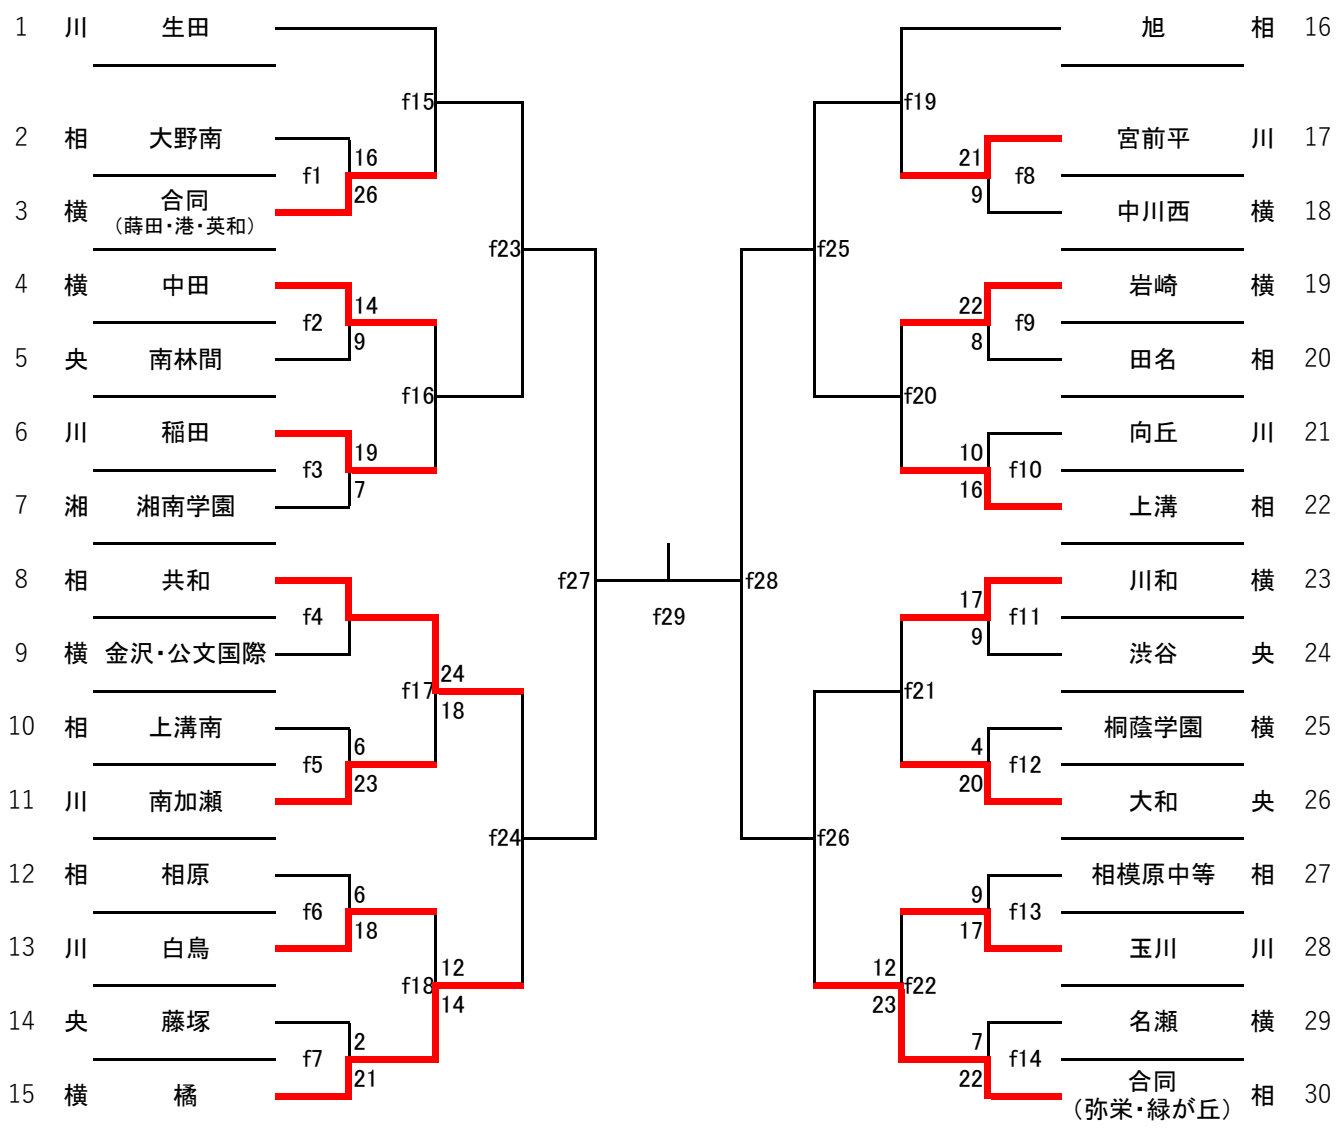 1 川 生田
f15
2 相 大野南
16
f1
26
3 横 合同
（蒔田・港・英和）
f23
4 横 中田
14
f2
9
5 央 南林間
f16
6 川 稲田
19
f3
7
7 湘 湘南学園
8 相 共和
f4
9 横 金沢・公文国際
24
f17
18
10 相 上溝南
6
f5
23
11 川 南加瀬
f24
12 相 相原
6
f6
18
13 川 白鳥
12
f18
14
14 央 藤塚
2
f7
21
15 横 橘
f27
f29
f28
旭 相 16
f19
宮前平 川 17
21
f8
9
中川西 横 18
f25
岩崎 横 19
22
f9
8
田名 相 20
f20
向丘 川 21
10
f10
16
上溝 相 22
川和 横 23
17
f11
9
渋谷 央 24
f21
桐蔭学園 横 25
4
f12
20
大和 央 26
f26
相模原中等 相 27
9
f13
17
玉川 川 28
12
f22
23
名瀬 横 29
7
f14
22
合同
（弥栄・緑が丘）
相 30